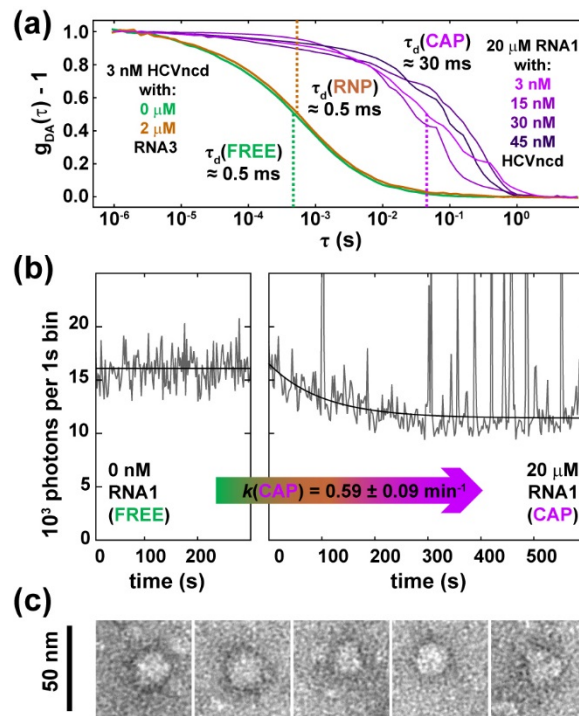 (a)
1.0
0.8
0.6
0.4
0.2
0.0
g_DA(τ) - 1
3 nM HCVncd
with:
0 μM
2 μM
RNA3
τ_d(FREE)
≈ 0.5 ms
τ_d(RNP)
≈ 0.5 ms
τ_d(CAP)
≈ 30 ms
20 μM RNA1
with:
3 nM
15 nM
30 nM
45 nM
HCVncd
10⁻⁶ 10⁻⁵ 10⁻⁴ 10⁻³ 10⁻² 10⁻¹ 10⁰
τ (s)
(b)
20
15
10
5
0
10³ photons per 1s bin
0 nM
RNA1
(FREE)
k(CAP) = 0.59 ± 0.09 min⁻¹
20 μM
RNA1
(CAP)
0 100 200 0 100 200 300 400 500
time (s) time (s)
(c)
50 nm